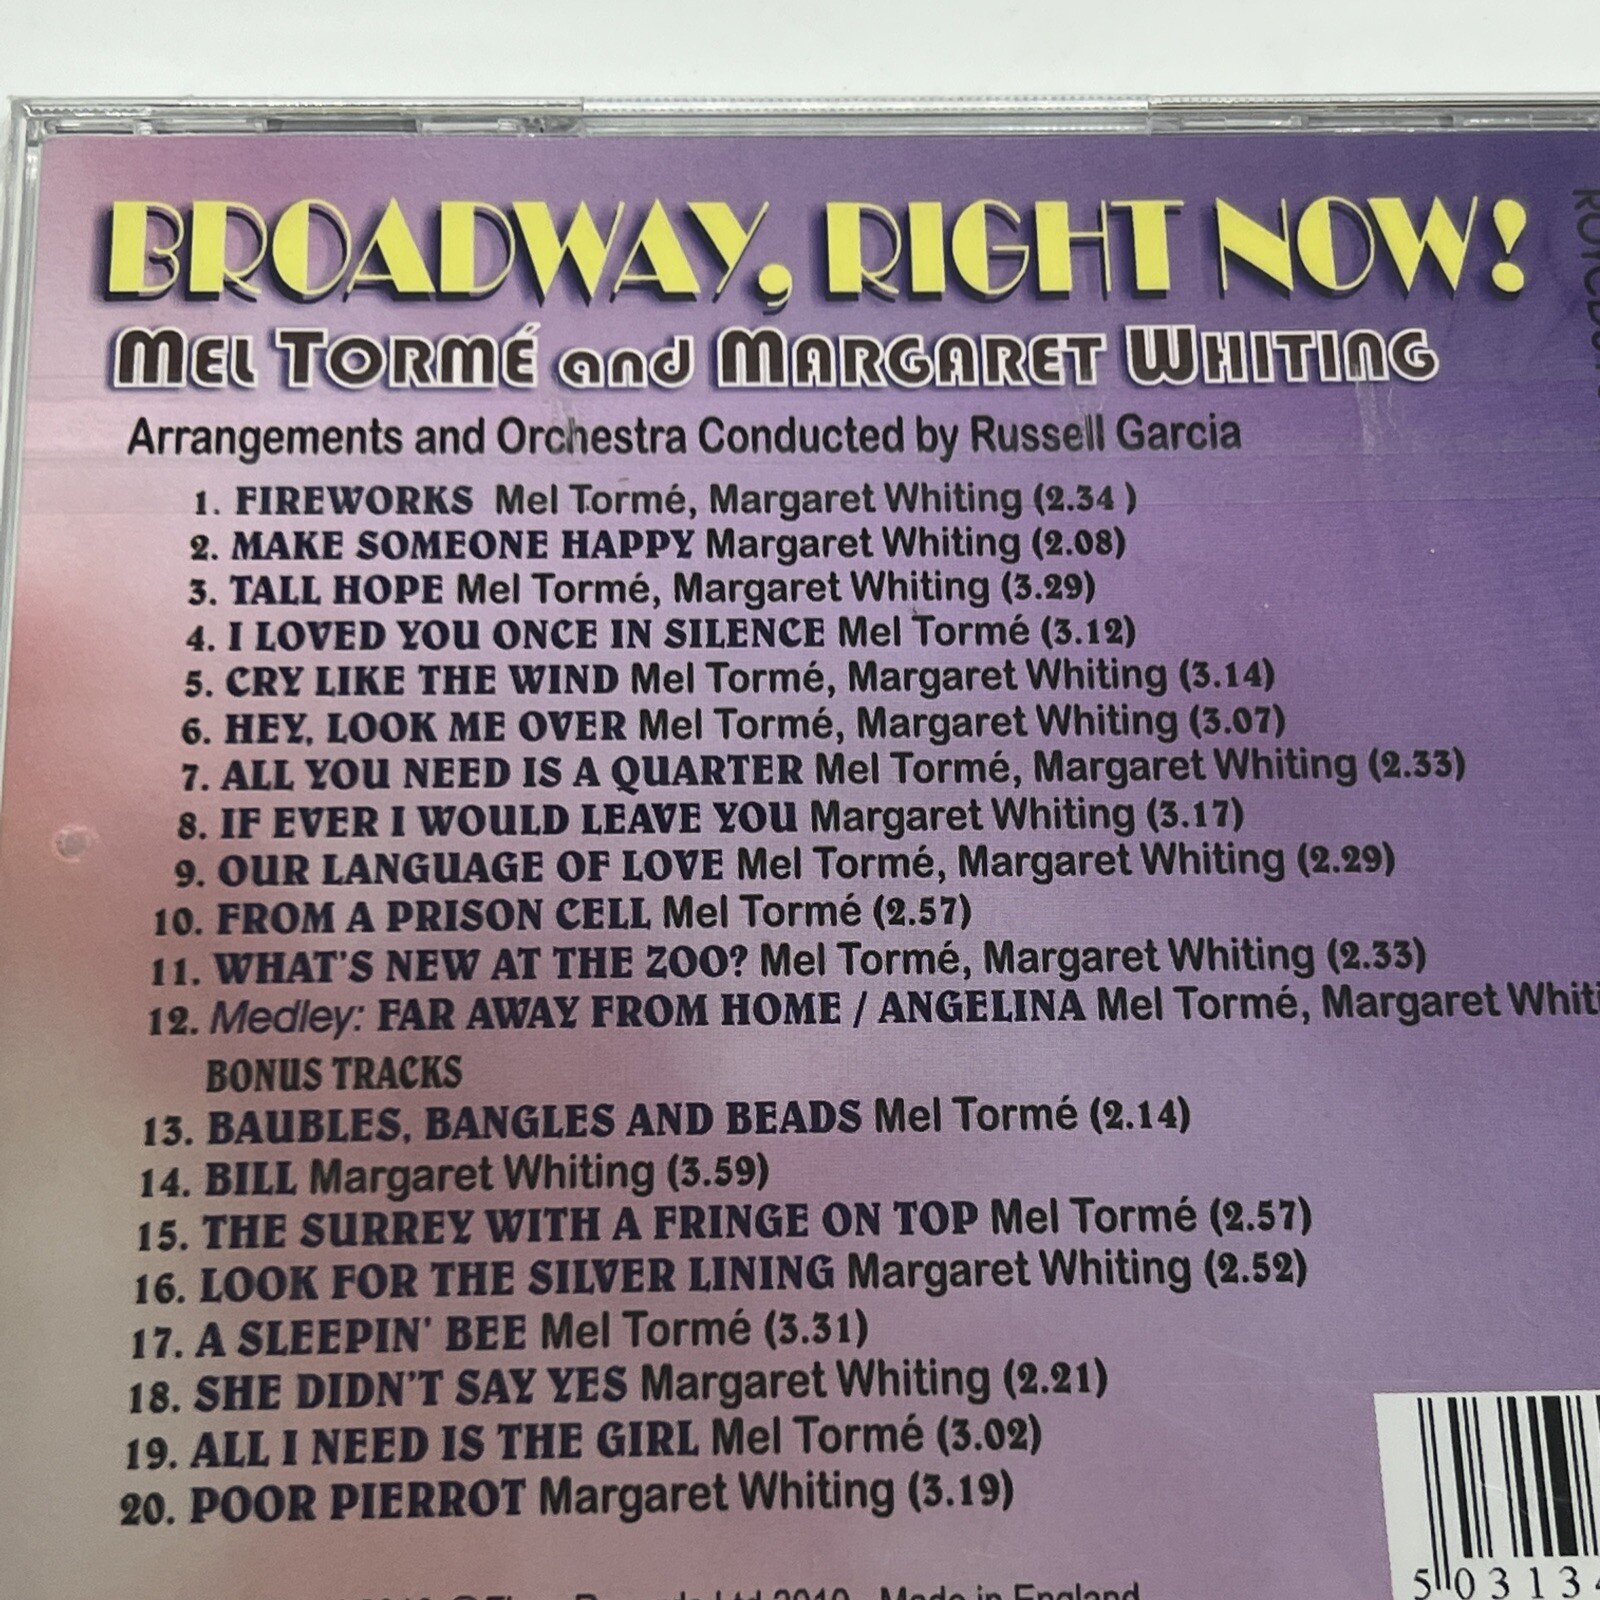 BROADWAY, RIGHT NOW!
MEL TORMÉ and MARGARET WHITING
Arrangements and Orchestra Conducted by Russell Garcia
1. FIREWORKS Mel Tormé, Margaret Whiting (2.34 )
2. MAKE SOMEONE HAPPY Margaret Whiting (2.08)
3. TALL HOPE Mel Tormé, Margaret Whiting (3.29)
4. I LOVED YOU ONCE IN SILENCE Mel Tormé (3.12)
5. CRY LIKE THE WIND Mel Tormé, Margaret Whiting (3.14)
6. HEY, LOOK ME OVER Mel Tormé, Margaret Whiting (3.07)
7. ALL YOU NEED IS A QUARTER Mel Tormé, Margaret Whiting (2.33)
8. IF EVER I WOULD LEAVE YOU Margaret Whiting (3.17)
9. OUR LANGUAGE OF LOVE Mel Tormé, Margaret Whiting (2.29)
10. FROM A PRISON CELL Mel Tormé (2.57)
11. WHAT'S NEW AT THE ZOO? Mel Tormé, Margaret Whiting (2.33)
12. Medley: FAR AWAY FROM HOME / ANGELINA Mel Tormé, Margaret Whiti
BONUS TRACKS
13. BAUBLES, BANGLES AND BEADS Mel Tormé (2.14)
14. BILL Margaret Whiting (3.59)
15. THE SURREY WITH A FRINGE ON TOP Mel Tormé (2.57)
16. LOOK FOR THE SILVER LINING Margaret Whiting (2.52)
17. A SLEEPIN' BEE Mel Tormé (3.31)
18. SHE DIDN'T SAY YES Margaret Whiting (2.21)
19. ALL I NEED IS THE GIRL Mel Tormé (3.02)
20. POOR PIERROT Margaret Whiting (3.19)
Records Ltd 2010 Made in England
5 03134